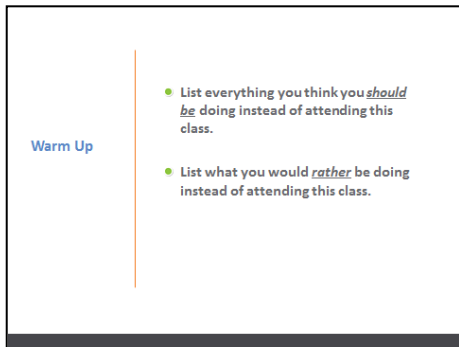 Warm Up
List everything you think you should
be doing instead of attending this
class.
List what you would rather be doing
instead of attending this class.